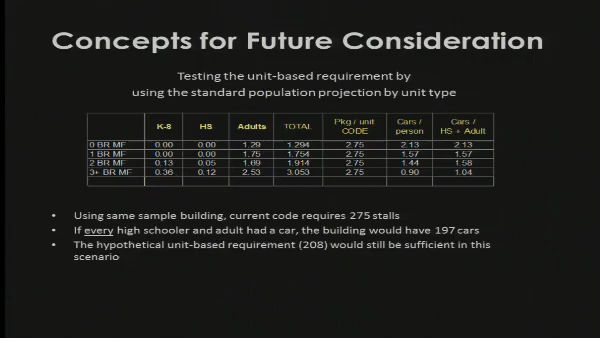 Concepts for Future Consideration
Testing the unit-based requirement by
using the standard population projection by unit type
K-8 HS Adults TOTAL Pkg / unit CODE Cars / person Cars / HS + Adult
0 BR MF 0.00 0.00 1.29 1.294 2.75 2.13 2.13
1 BR MF 0.00 0.00 1.75 1.754 2.75 1.57 1.57
2 BR MF 0.13 0.05 1.69 1.914 2.75 1.44 1.58
3+ BR MF 0.36 0.12 2.53 3.053 2.75 0.90 1.04
• Using same sample building, current code requires 275 stalls
• If every high schooler and adult had a car, the building would have 197 cars
• The hypothetical unit-based requirement (208) would still be sufficient in this
scenario